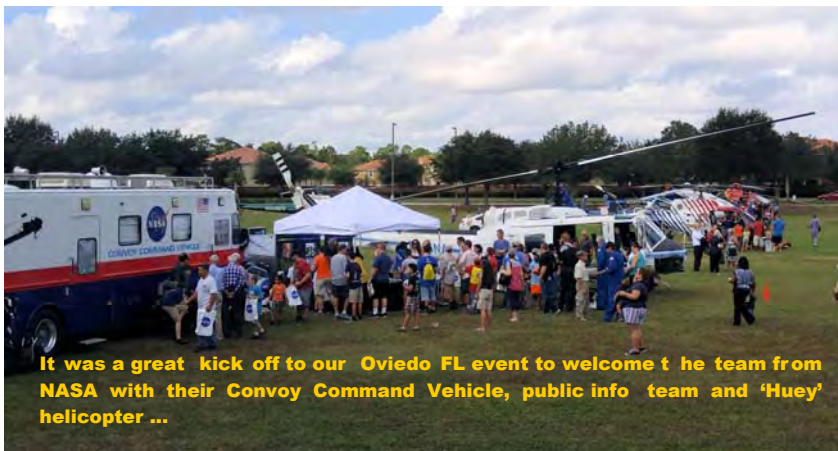 NASA
CONVOY COMMAND VEHICLE
It was a great kick off to our Oviedo FL event to welcome t he team from
NASA with their Convoy Command Vehicle, public info team and ‘Huey’
helicopter ...